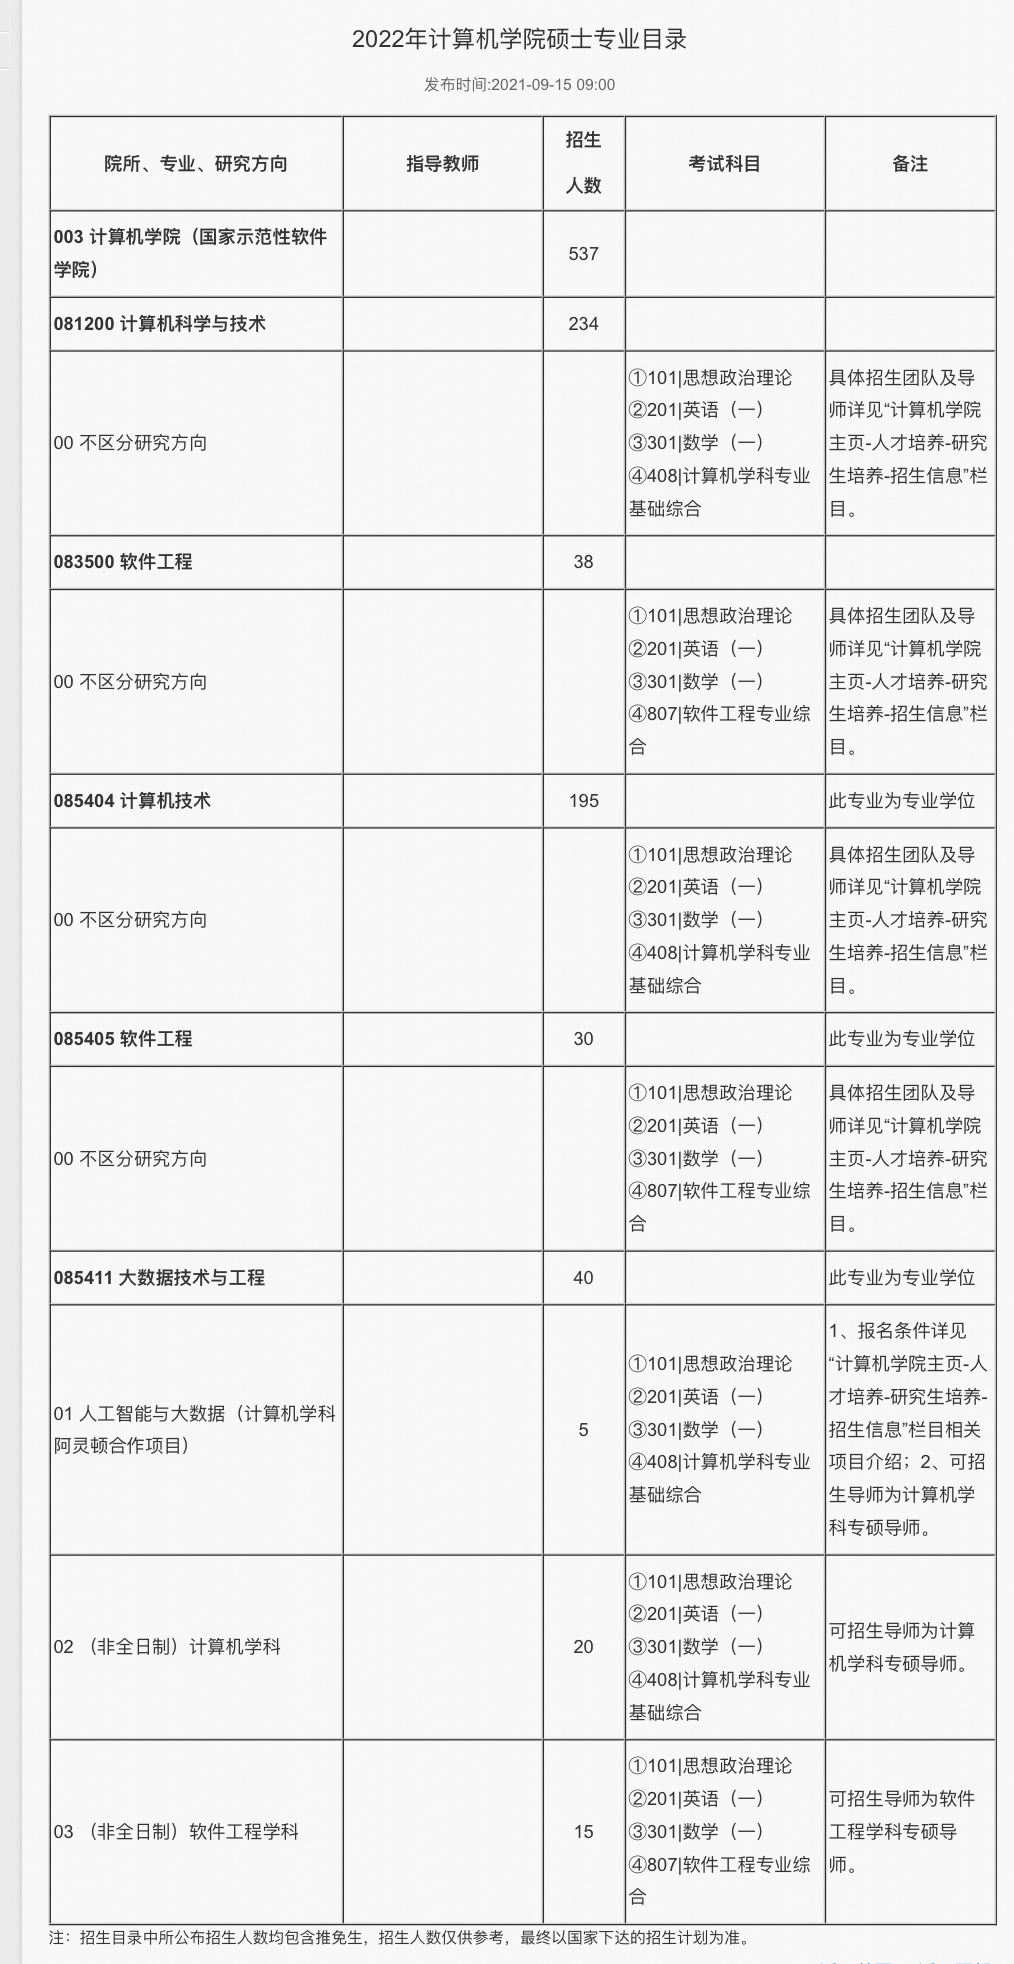 2022年计算机学院硕士专业目录
发布时间:2021-09-15 09:00
院所、专业、研究方向
指导教师
招生
人数
考试科目
备注
003 计算机学院（国家示范性软件
学院）
537
081200 计算机科学与技术
234
00 不区分研究方向
①101|思想政治理论
②201|英语（一）
③301|数学（一）
④408|计算机学科专业
基础综合
具体招生团队及导
师详见“计算机学院
主页-人才培养-研究
生培养-招生信息”栏
目。
083500 软件工程
38
00 不区分研究方向
①101|思想政治理论
②201|英语（一）
③301|数学（一）
④807|软件工程专业综
合
具体招生团队及导
师详见“计算机学院
主页-人才培养-研究
生培养-招生信息”栏
目。
085404 计算机技术
195
此专业为专业学位
00 不区分研究方向
①101|思想政治理论
②201|英语（一）
③301|数学（一）
④408|计算机学科专业
基础综合
具体招生团队及导
师详见“计算机学院
主页-人才培养-研究
生培养-招生信息”栏
目。
085405 软件工程
30
此专业为专业学位
00 不区分研究方向
①101|思想政治理论
②201|英语（一）
③301|数学（一）
④807|软件工程专业综
合
具体招生团队及导
师详见“计算机学院
主页-人才培养-研究
生培养-招生信息”栏
目。
085411 大数据技术与工程
40
此专业为专业学位
01 人工智能与大数据（计算机学科
阿灵顿合作项目）
5
①101|思想政治理论
②201|英语（一）
③301|数学（一）
④408|计算机学科专业
基础综合
1、报名条件详见
“计算机学院主页-人
才培养-研究生培养-
招生信息”栏目相关
项目介绍；2、可招
生导师为计算机学
科专硕导师。
02 （非全日制）计算机学科
20
①101|思想政治理论
②201|英语（一）
③301|数学（一）
④408|计算机学科专业
基础综合
可招生导师为计算
机学科专硕导师。
03 （非全日制）软件工程学科
15
①101|思想政治理论
②201|英语（一）
③301|数学（一）
④807|软件工程专业综
合
可招生导师为软件
工程学科专硕导
师。
注：招生目录中所公布招生人数均包含推免生，招生人数仅供参考，最终以国家下达的招生计划为准。